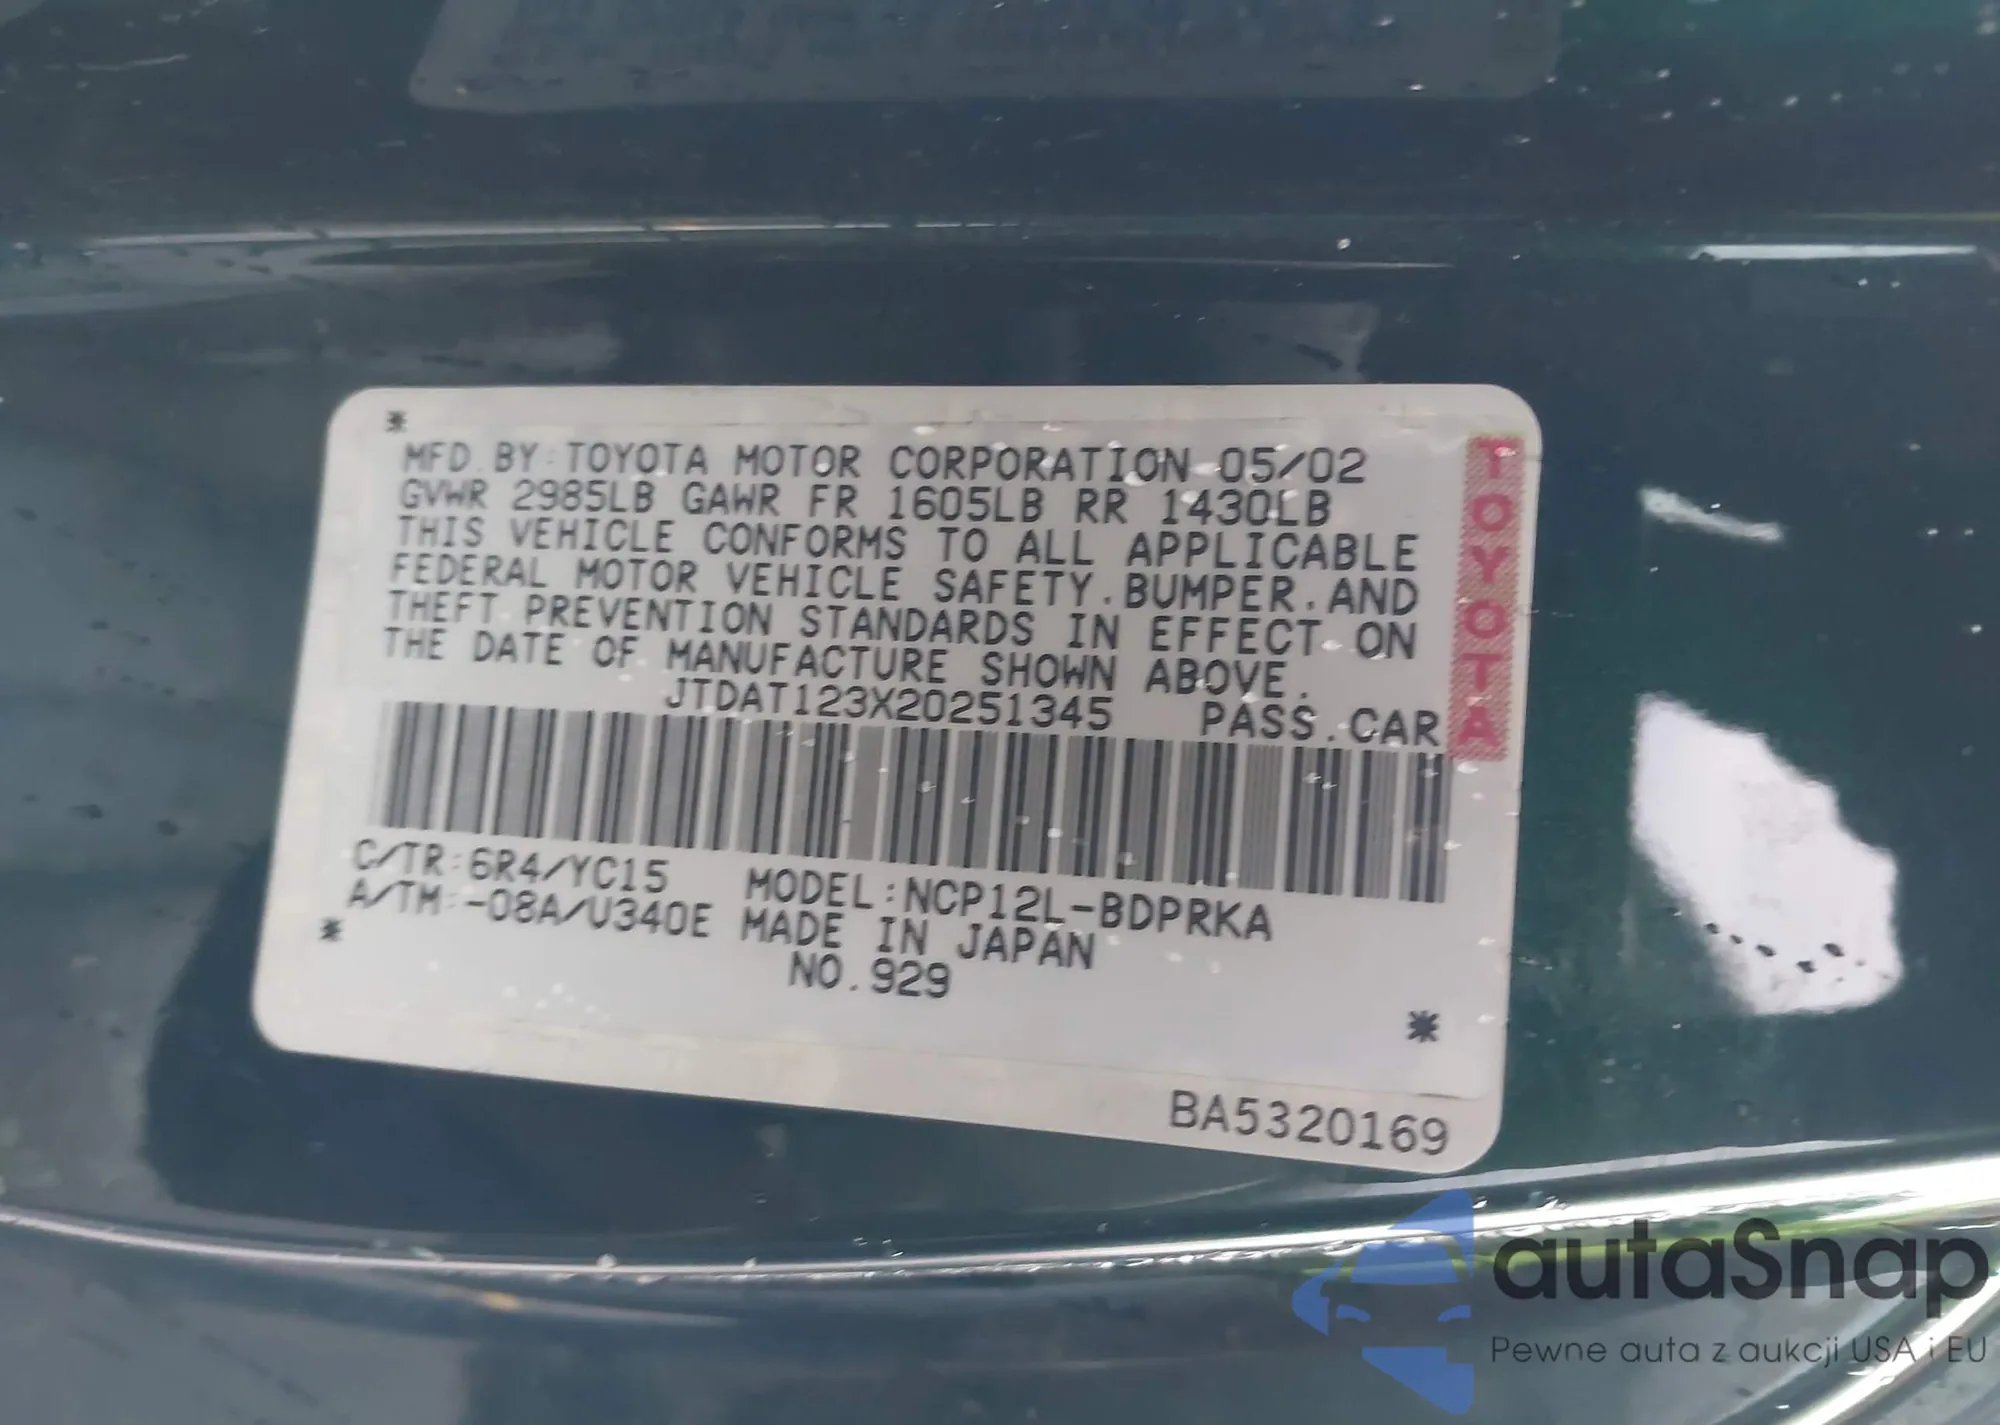 *
MFD. BY: TOYOTA MOTOR CORPORATION 05/02
GVWR 2985LB GAWR FR 1605LB RR 1430LB
THIS VEHICLE CONFORMS TO ALL APPLICABLE
FEDERAL MOTOR VEHICLE SAFETY. BUMPER. AND
THEFT PREVENTION STANDARDS IN EFFECT ON
THE DATE OF MANUFACTURE SHOWN ABOVE.
JTDAT123X20251345 PASS. CAR
TOYOTA
C/TR: 6R4/YC15 MODEL: NCP12L-BDPRKA
A/TM: -08A/U340E MADE IN JAPAN
* NO. 929
*
BA5320169
autaSnap
Pewne auta z aukcji USA i EU